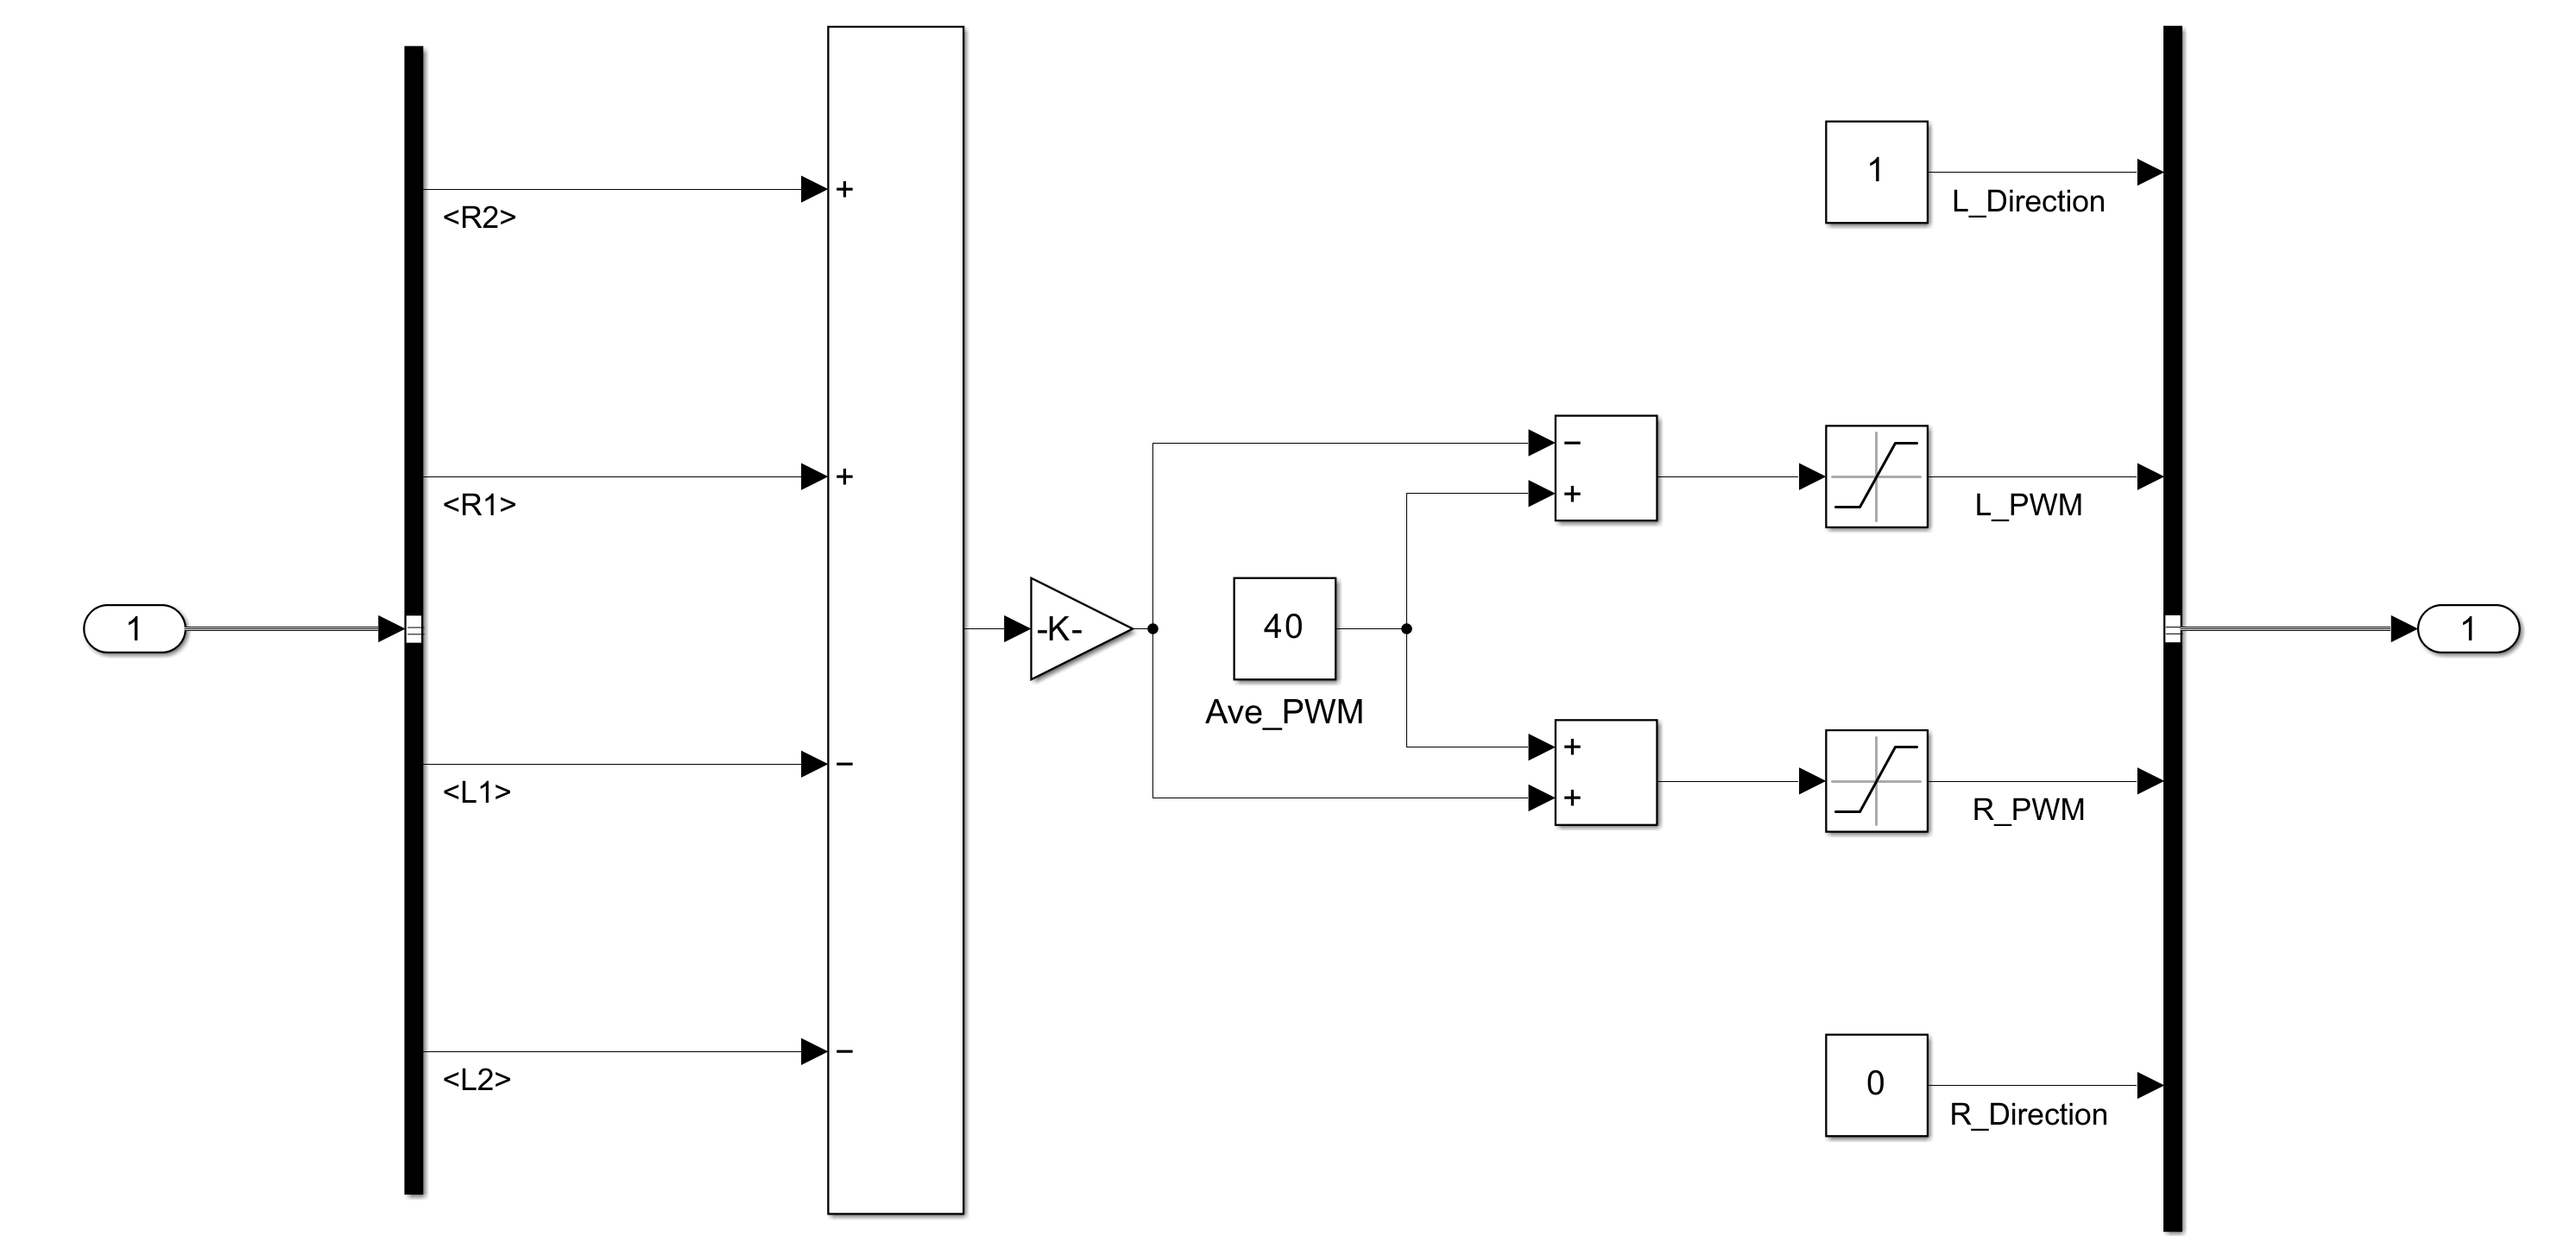 1
<R2>
+
<R1>
+
<L1>
−
<L2>
−
-K-
40
Ave_PWM
−
+
+
+
1
L_Direction
L_PWM
R_PWM
0
R_Direction
1